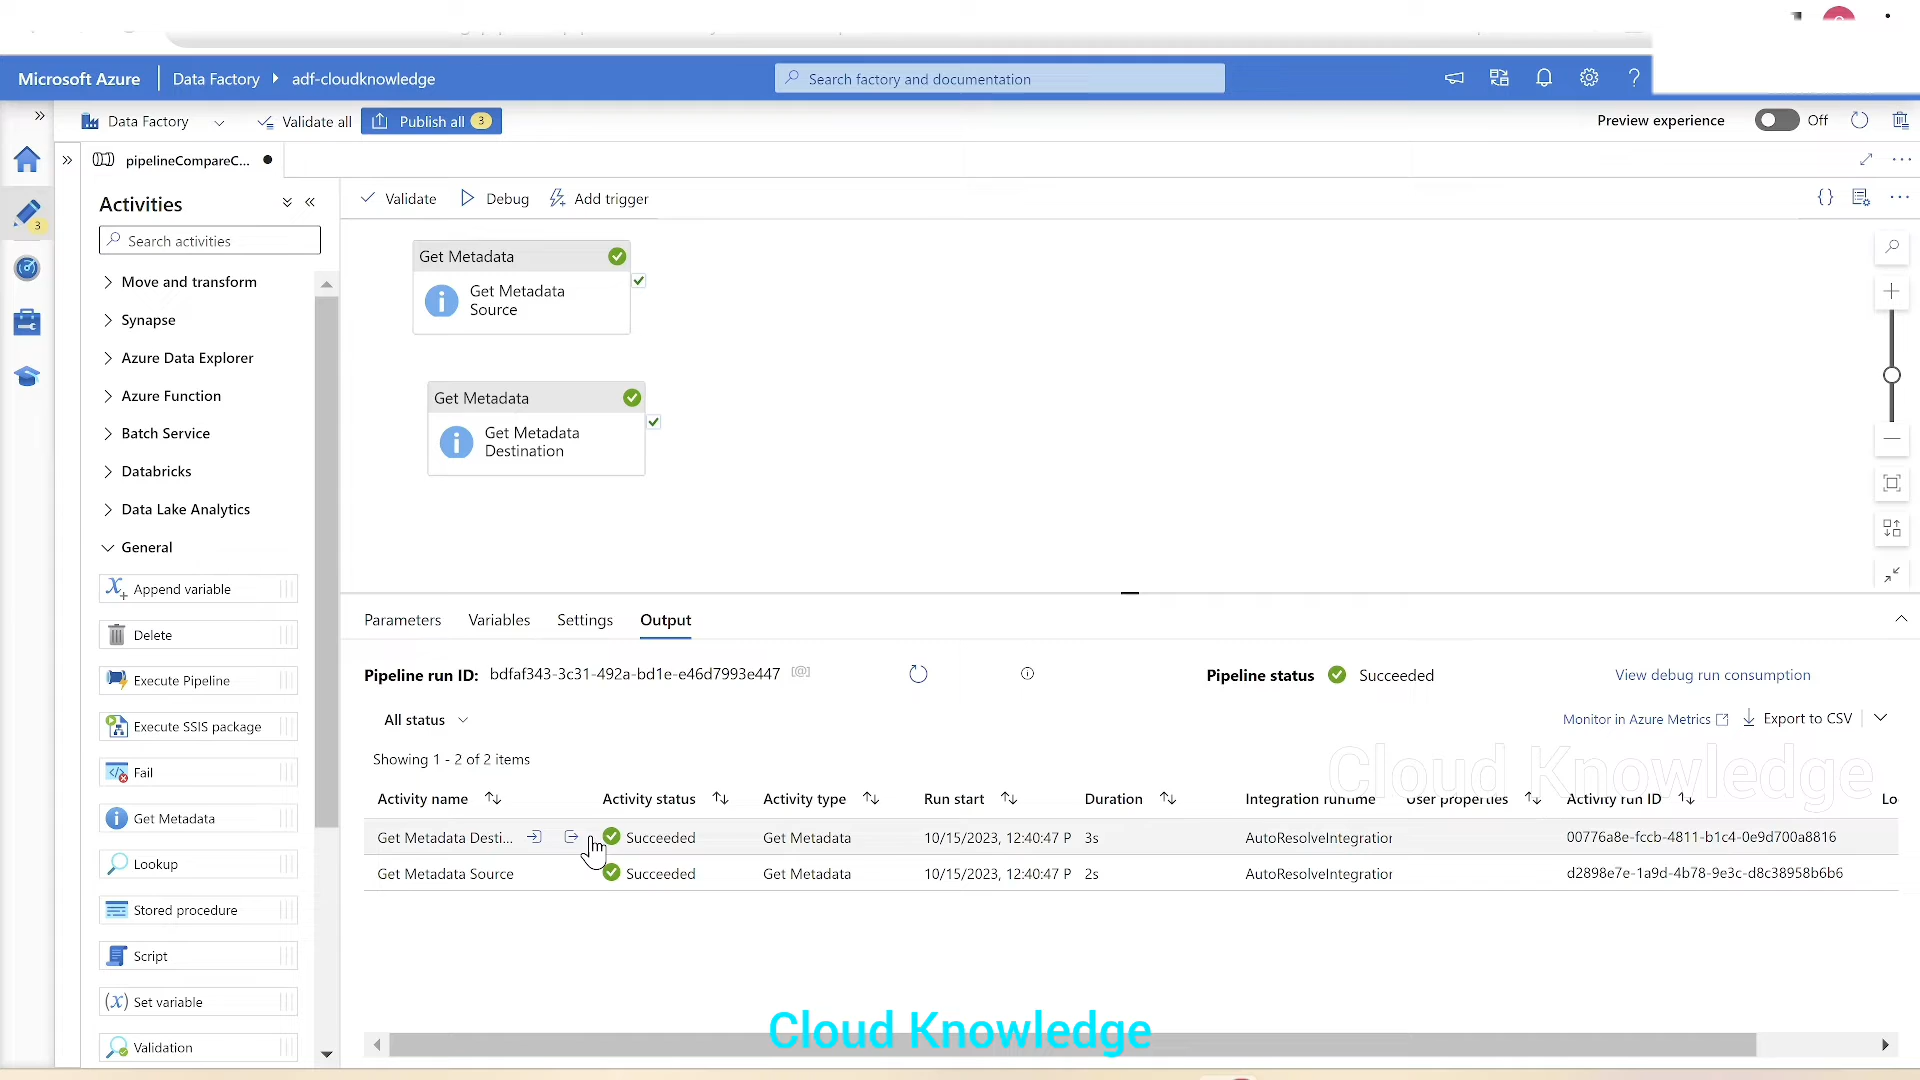 Microsoft Azure
Data Factory
adf-cloudknowledge
Search factory and documentation
Data Factory
Validate all
Publish all
3
Preview experience
Off
pipelineCompareC...
3
Activities
Search activities
Move and transform
Synapse
Azure Data Explorer
Azure Function
Batch Service
Databricks
Data Lake Analytics
General
Append variable
Delete
Execute Pipeline
Execute SSIS package
Fail
Get Metadata
Lookup
Stored procedure
Script
Set variable
Validation
Validate
Debug
Add trigger
Get Metadata
Get Metadata
Source
Get Metadata
Get Metadata
Destination
Parameters
Variables
Settings
Output
Pipeline run ID: bdfaf343-3c31-492a-bd1e-e46d7993e447
Pipeline status
Succeeded
View debug run consumption
All status
Monitor in Azure Metrics
Export to CSV
Showing 1 - 2 of 2 items
Cloud Knowledge
Activity name
Activity status
Activity type
Run start
Duration
Integration runtime
User properties
Activity run ID
Lo
Get Metadata Desti...
Succeeded
Get Metadata
10/15/2023, 12:40:47 P
3s
AutoResolveIntegration
00776a8e-fccb-4811-b1c4-0e9d700a8816
Get Metadata Source
Succeeded
Get Metadata
10/15/2023, 12:40:47 P
2s
AutoResolveIntegration
d2898e7e-1a9d-4b78-9e3c-d8c38958b6b6
Cloud Knowledge